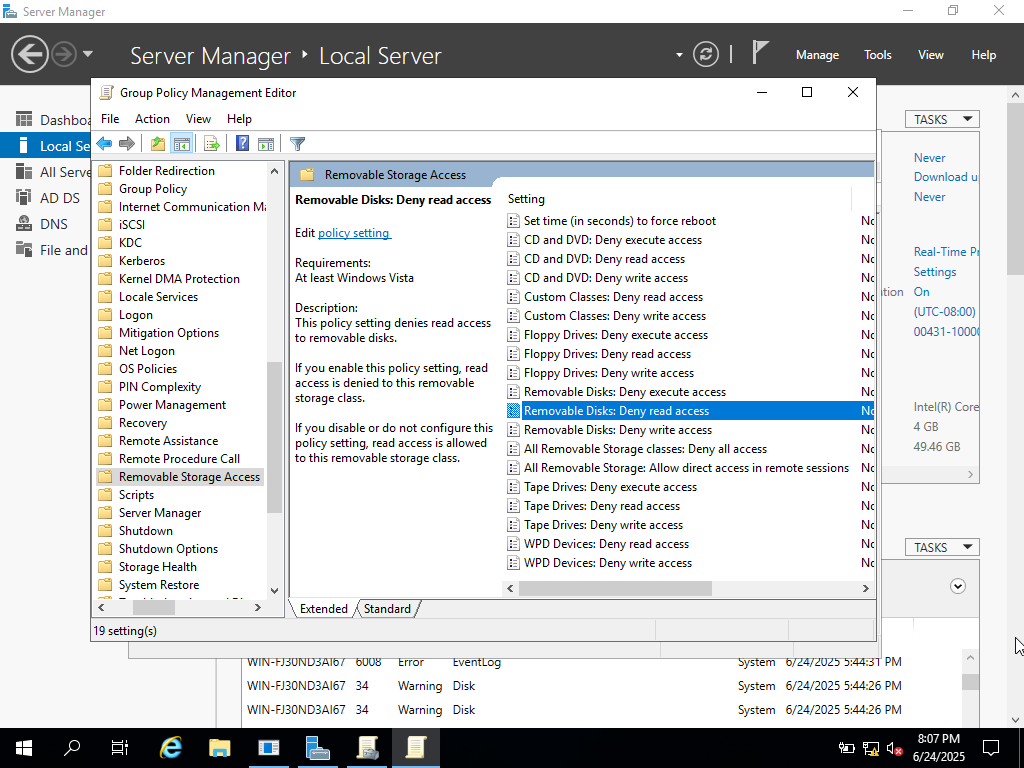 Server Manager
Server Manager ‣ Local Server
Manage Tools View Help
Group Policy Management Editor
File Action View Help
Dashbo
Local Se
All Serve
AD DS
DNS
File and
Folder Redirection
Group Policy
Internet Communication Ma
iSCSI
KDC
Kerberos
Kernel DMA Protection
Locale Services
Logon
Mitigation Options
Net Logon
OS Policies
PIN Complexity
Power Management
Recovery
Remote Assistance
Remote Procedure Call
Removable Storage Access
Scripts
Server Manager
Shutdown
Shutdown Options
Storage Health
System Restore
Removable Storage Access
Removable Disks: Deny read access
Edit policy setting
Requirements:
At least Windows Vista
Description:
This policy setting denies read access
to removable disks.
If you enable this policy setting, read
access is denied to this removable
storage class.
If you disable or do not configure this
policy setting, read access is allowed
to this removable storage class.
Setting
Set time (in seconds) to force reboot No
CD and DVD: Deny execute access No
CD and DVD: Deny read access No
CD and DVD: Deny write access No
Custom Classes: Deny read access No
Custom Classes: Deny write access No
Floppy Drives: Deny execute access No
Floppy Drives: Deny read access No
Floppy Drives: Deny write access No
Removable Disks: Deny execute access No
Removable Disks: Deny read access No
Removable Disks: Deny write access No
All Removable Storage classes: Deny all access No
All Removable Storage: Allow direct access in remote sessions No
Tape Drives: Deny execute access No
Tape Drives: Deny read access No
Tape Drives: Deny write access No
WPD Devices: Deny read access No
WPD Devices: Deny write access No
Extended Standard
19 setting(s)
TASKS
Never
Download u
Never
Real-Time Pr
Settings
ation On
(UTC-08:00)
00431-10000
Intel(R) Core
4 GB
49.46 GB
TASKS
WIN-FJ30ND3AI67 6008 Error EventLog System 6/24/2025 5:44:31 PM
WIN-FJ30ND3AI67 34 Warning Disk System 6/24/2025 5:44:26 PM
WIN-FJ30ND3AI67 34 Warning Disk System 6/24/2025 5:44:26 PM
8:07 PM
6/24/2025